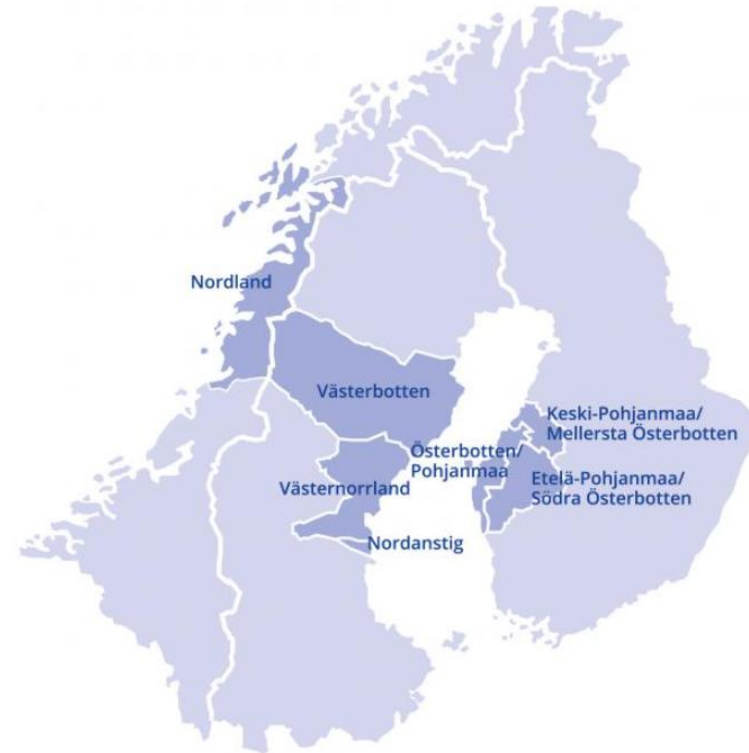 Nordland
Västerbotten
Keski-Pohjanmaa/
Mellersta Österbotten
Österbotten/
Pohjanmaa
Etelä-Pohjanmaa/
Södra Österbotten
Västernorrland
Nordanstig